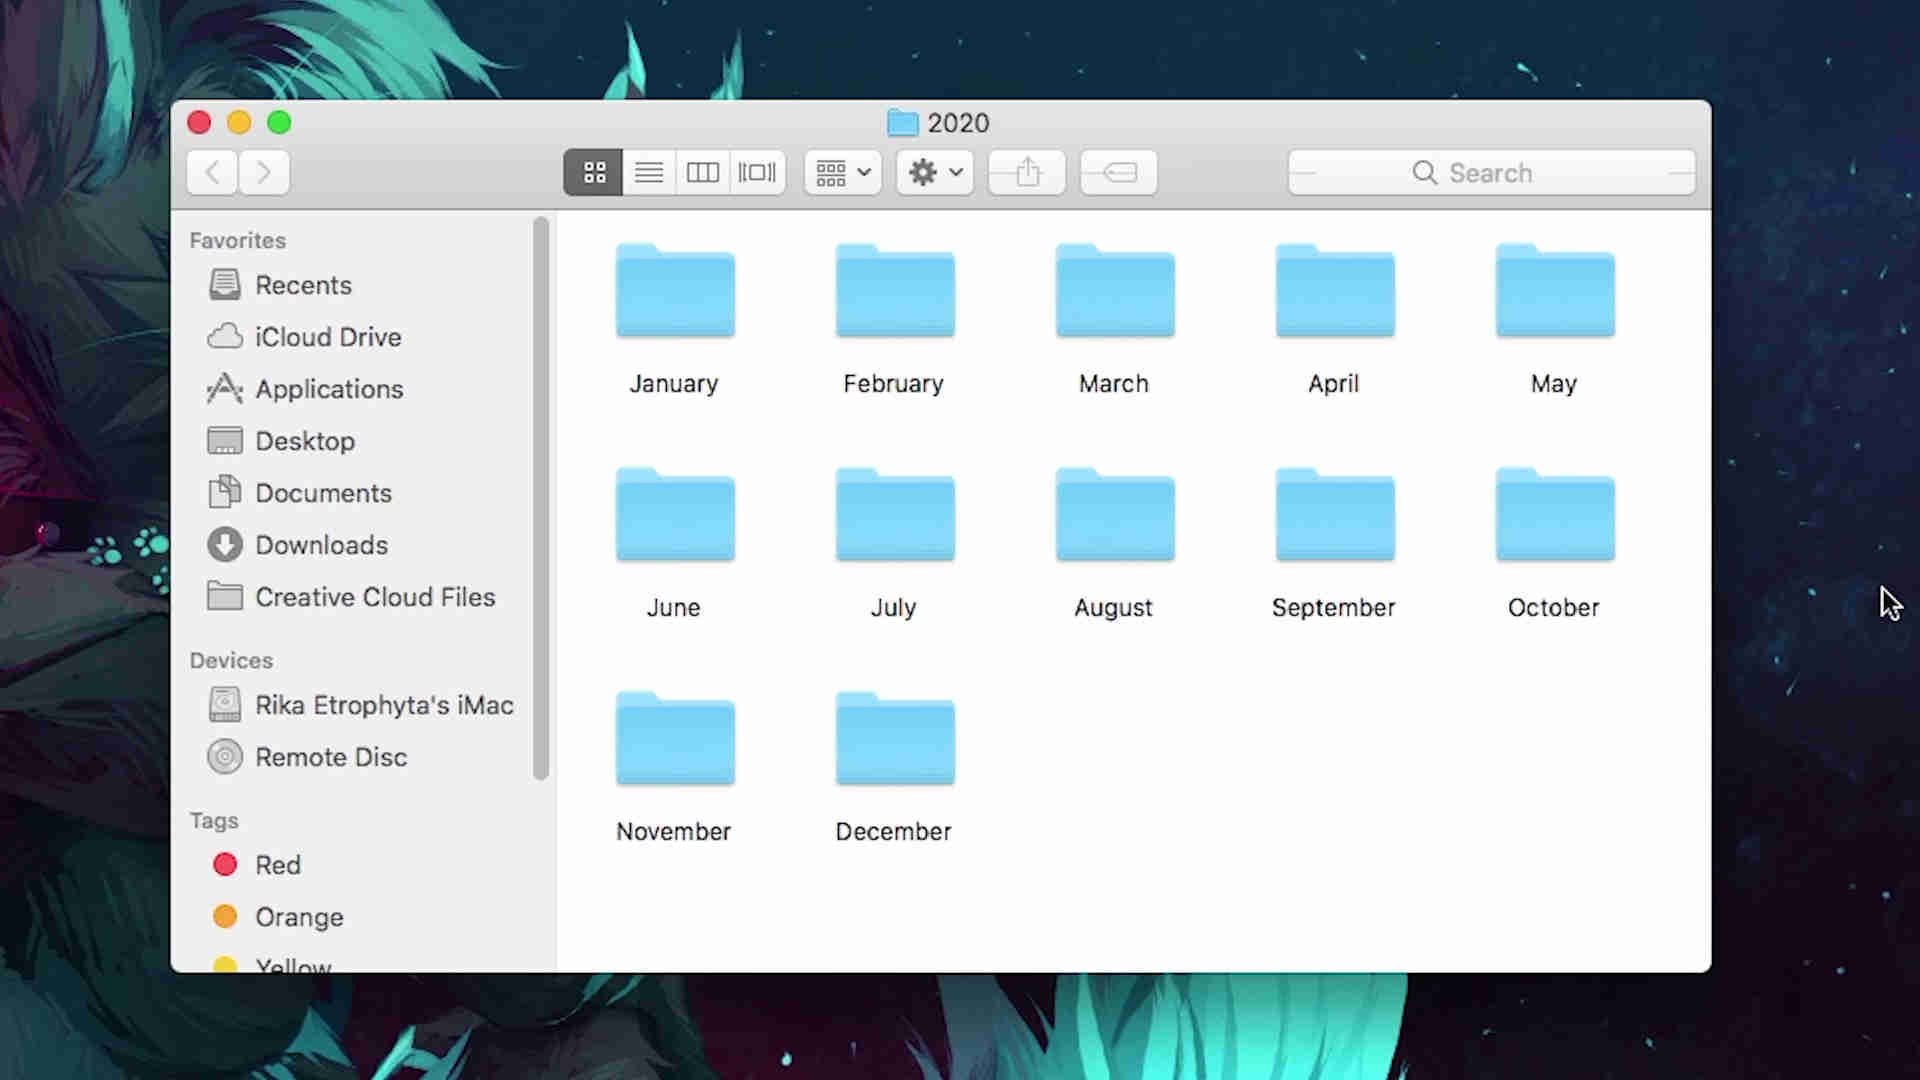 2020
Search
Favorites
Recents
iCloud Drive
Applications
Desktop
Documents
Downloads
Creative Cloud Files
Devices
Rika Etrophyta's iMac
Remote Disc
Tags
Red
Orange
Yellow
January
February
March
April
May
June
July
August
September
October
November
December